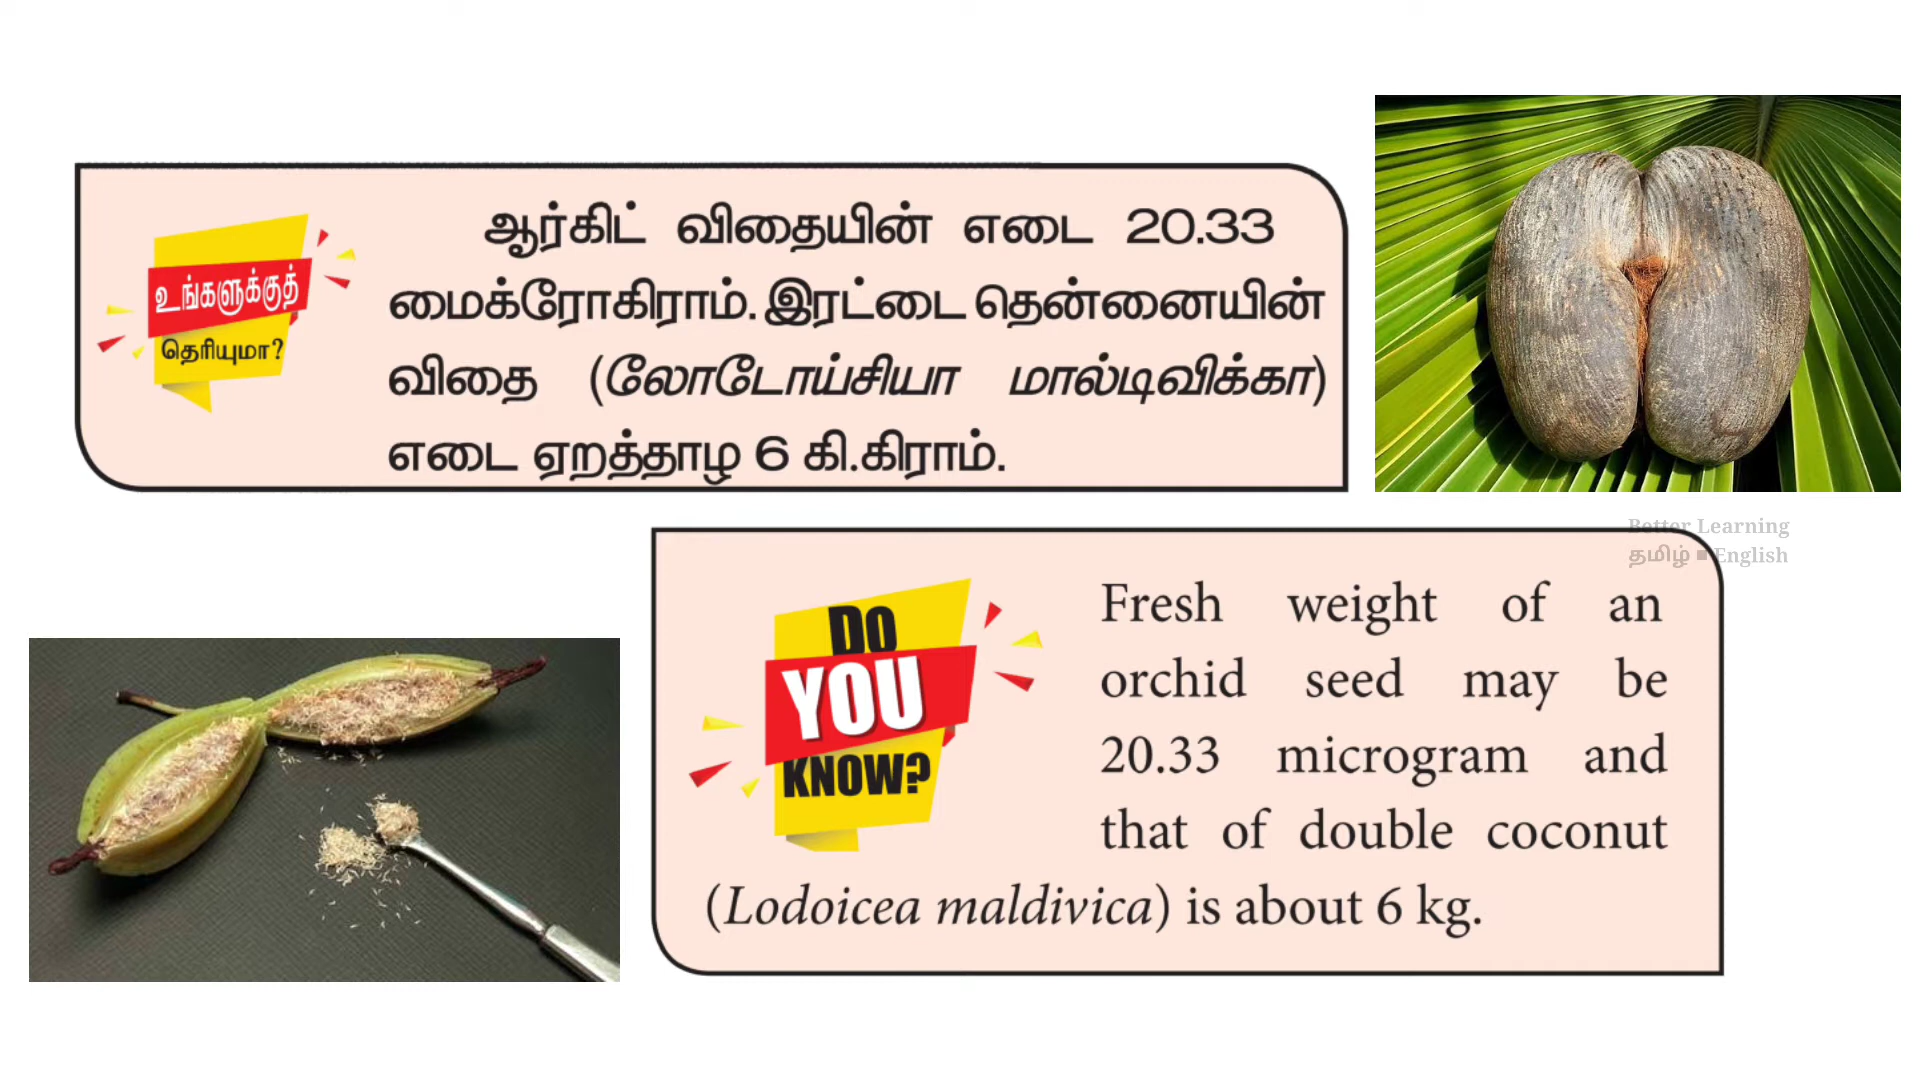 உங்களுக்குத்
தெரியுமா?
ஆர்கிட் விதையின் எடை 20.33
மைக்ரோகிராம். இரட்டை தென்னையின்
விதை (லோடோய்சியா மால்டிவிக்கா)
எடை ஏறத்தாழ 6 கி.கிராம்.
Better Learning
தமிழ் ■ English
DO
YOU
KNOW?
Fresh weight of an
orchid seed may be
20.33 microgram and
that of double coconut
(Lodoicea maldivica) is about 6 kg.